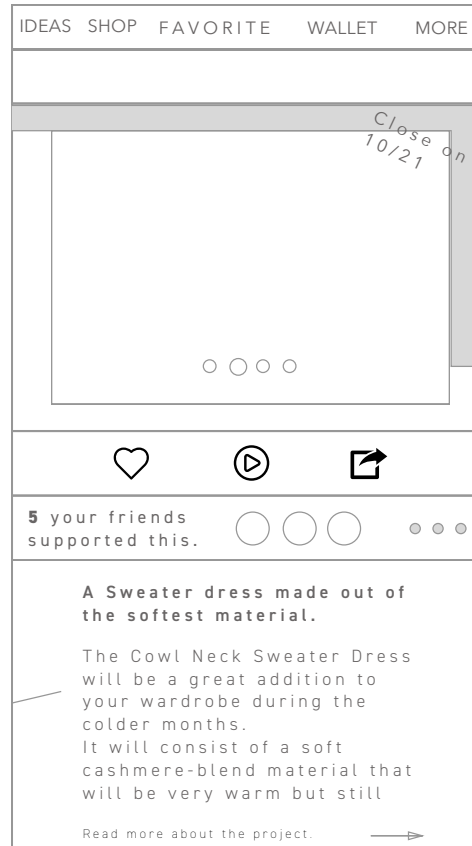 IDEAS SHOP FAVORITE WALLET MORE
Close on
10/21
5 your friends
supported this.
A Sweater dress made out of
the softest material.
The Cowl Neck Sweater Dress
will be a great addition to
your wardrobe during the
colder months.
It will consist of a soft
cashmere-blend material that
will be very warm but still
Read more about the project.